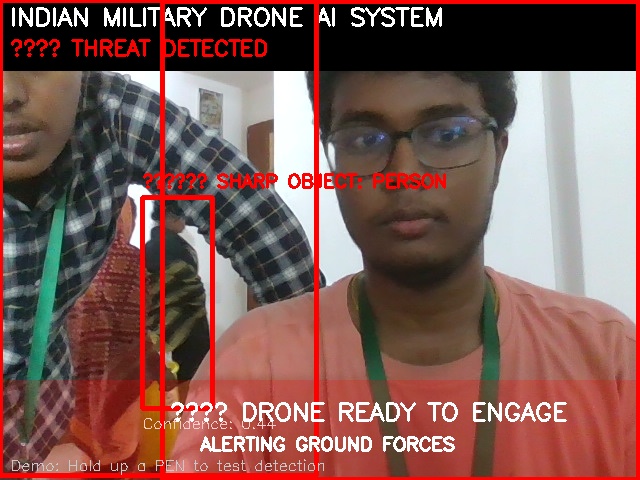 INDIAN MILITARY DRONE AI SYSTEM
???? THREAT DETECTED
?????? SHARP OBJECT: PERSON
???? DRONE READY TO ENGAGE
Confidence: 0.44
ALERTING GROUND FORCES
Demo: Hold up a PEN to test detection